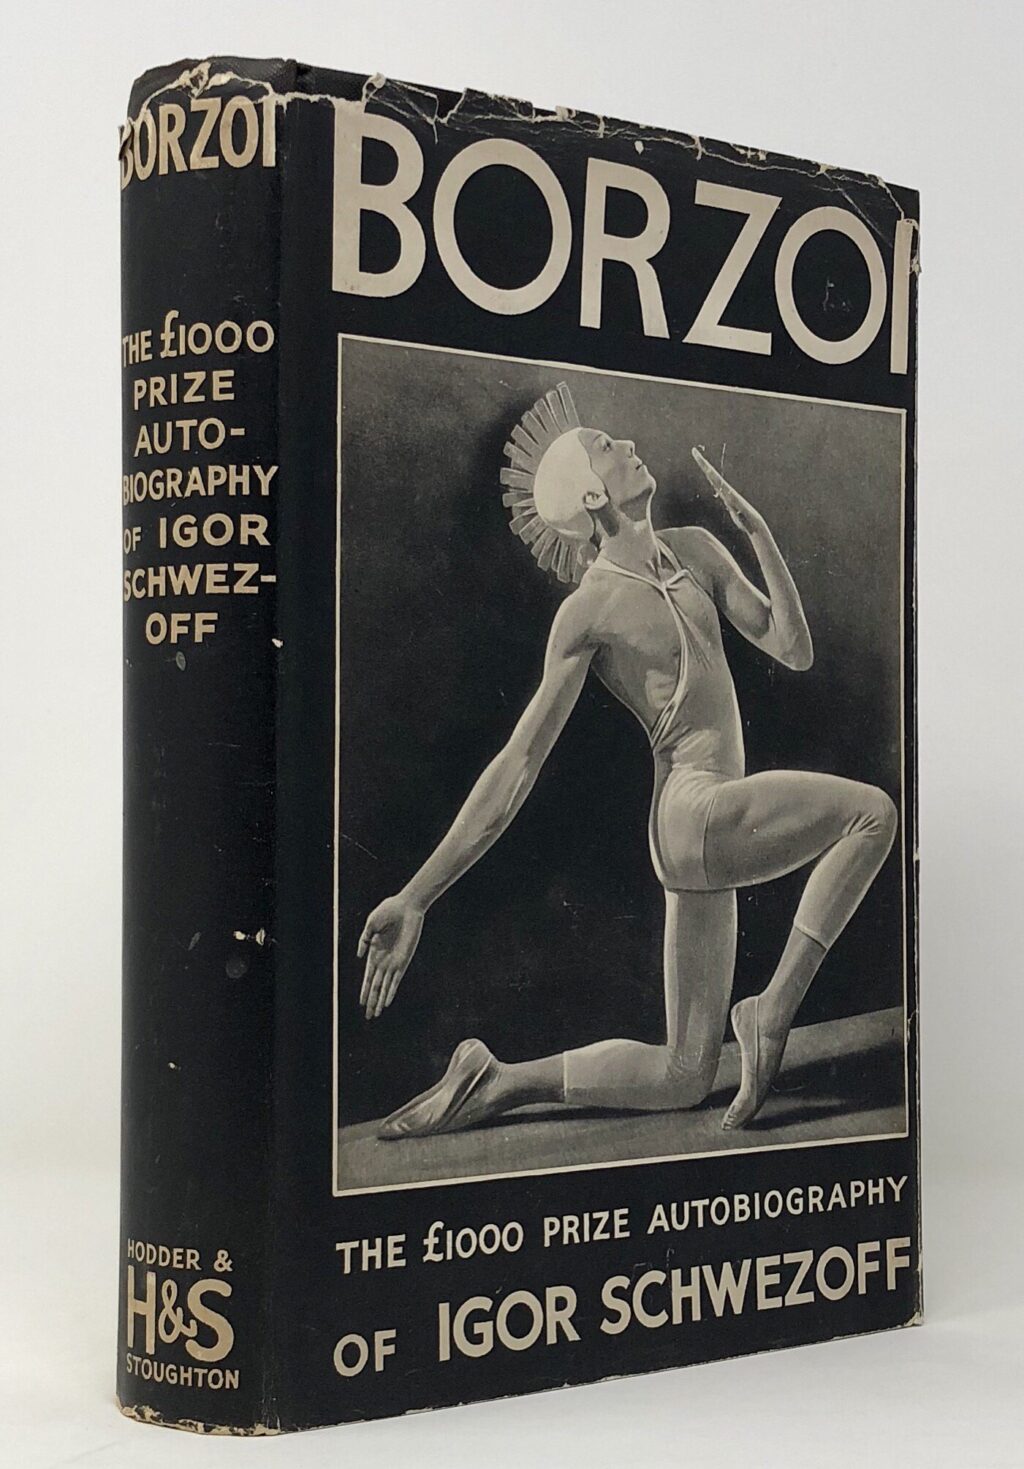 BORZOI
THE £1000
PRIZE
AUTO-
BIOGRAPHY
OF IGOR
SCHWEZ-
OFF
HODDER &
H&S
STOUGHTON
BORZOI
THE £1000 PRIZE AUTOBIOGRAPHY
OF IGOR SCHWEZOFF